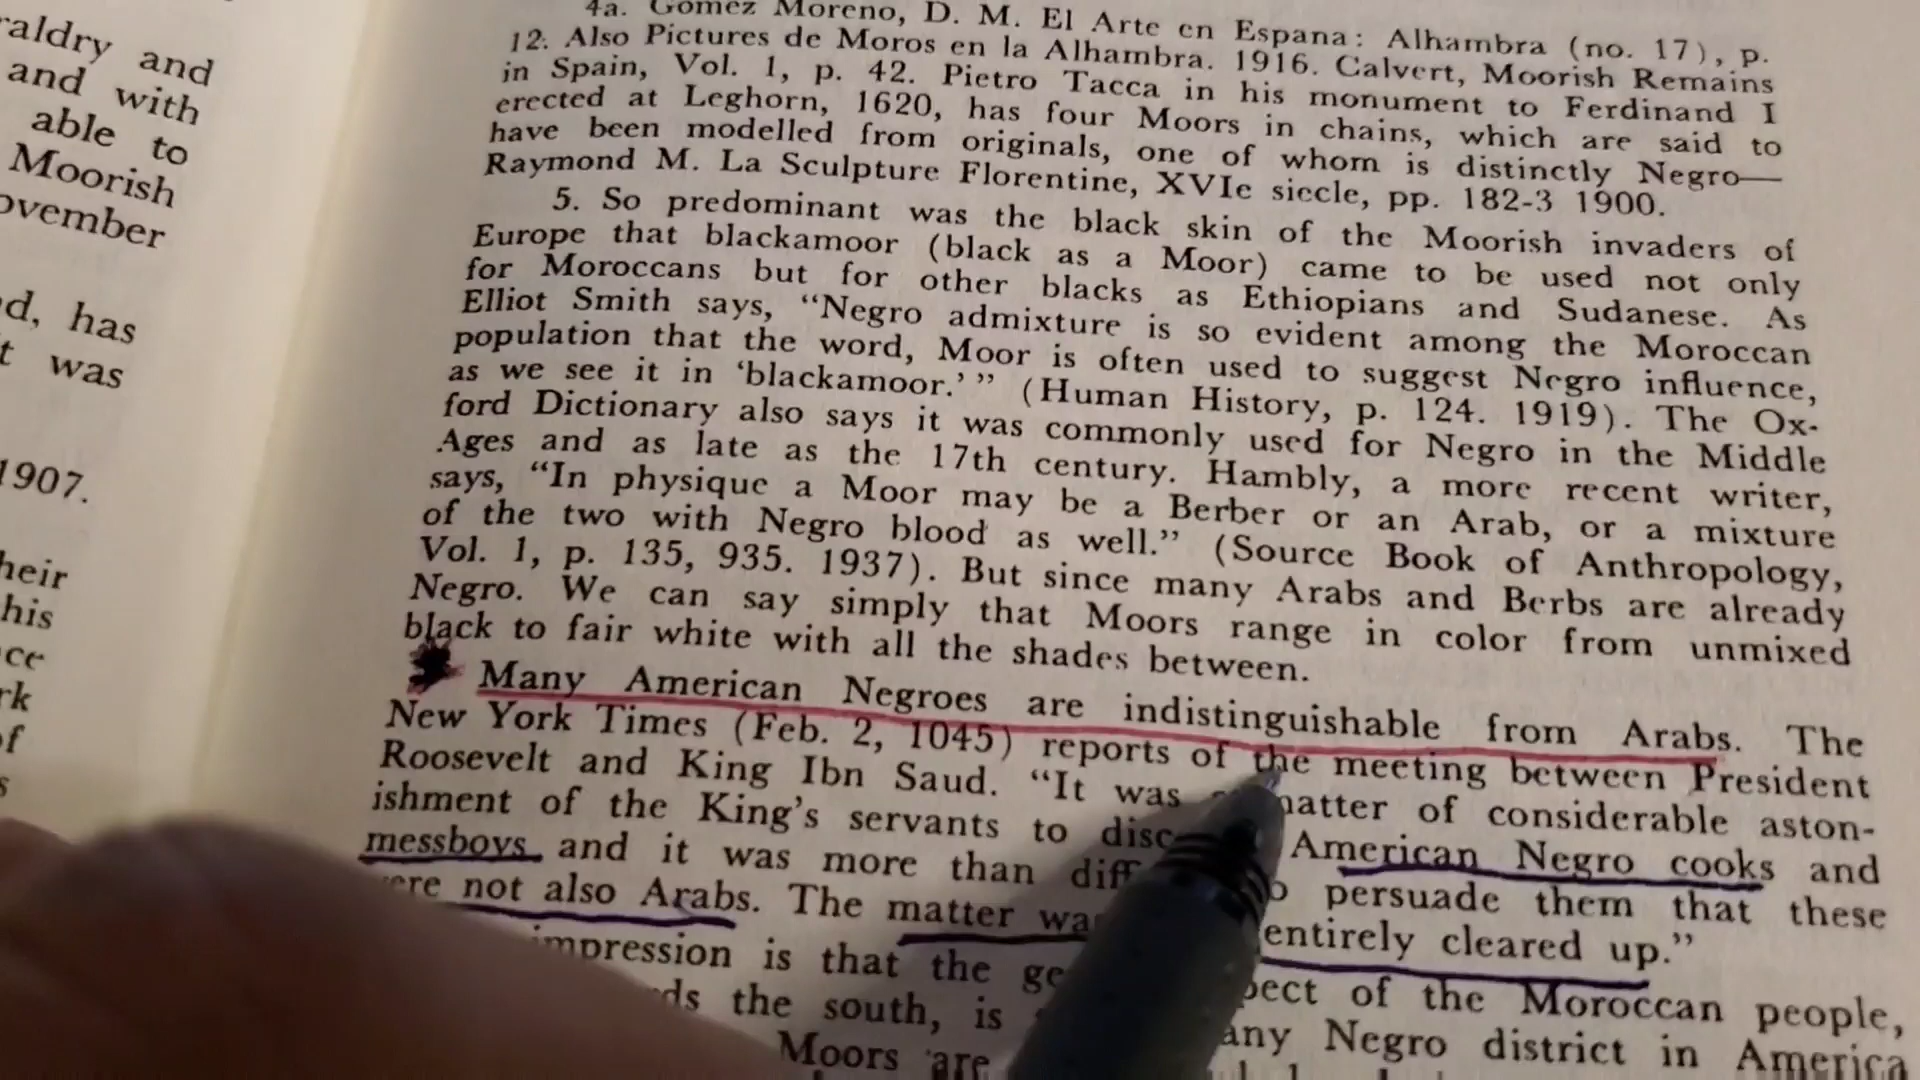 raldry and
and with
able to
Moorish
ovember
d, has
t was
1907.
heir
his
ce
rk
of
s
4a. Gomez Moreno, D. M. El Arte en Espana: Alhambra (no. 17), p.
12. Also Pictures de Moros en la Alhambra. 1916. Calvert, Moorish Remains
in Spain, Vol. 1, p. 42. Pietro Tacca in his monument to Ferdinand I
erected at Leghorn, 1620, has four Moors in chains, which are said to
have been modelled from originals, one of whom is distinctly Negro—
Raymond M. La Sculpture Florentine, XVIe siecle, pp. 182-3 1900.
5. So predominant was the black skin of the Moorish invaders of
Europe that blackamoor (black as a Moor) came to be used not only
for Moroccans but for other blacks as Ethiopians and Sudanese. As
Elliot Smith says, “Negro admixture is so evident among the Moroccan
population that the word, Moor is often used to suggest Negro influence,
as we see it in ‘blackamoor.’ ” (Human History, p. 124. 1919). The Ox-
ford Dictionary also says it was commonly used for Negro in the Middle
Ages and as late as the 17th century. Hambly, a more recent writer,
says, “In physique a Moor may be a Berber or an Arab, or a mixture
of the two with Negro blood as well.” (Source Book of Anthropology,
Vol. 1, p. 135, 935. 1937). But since many Arabs and Berbs are already
Negro. We can say simply that Moors range in color from unmixed
black to fair white with all the shades between.
Many American Negroes are indistinguishable from Arabs. The
New York Times (Feb. 2, 1045) reports of the meeting between President
Roosevelt and King Ibn Saud. “It was matter of considerable aston-
ishment of the King's servants to disc American Negro cooks and
messboys and it was more than diff persuade them that these
ere not also Arabs. The matter wa entirely cleared up.”
impression is that the ge pect of the Moroccan people,
ds the south, is any Negro district in America
Moors are